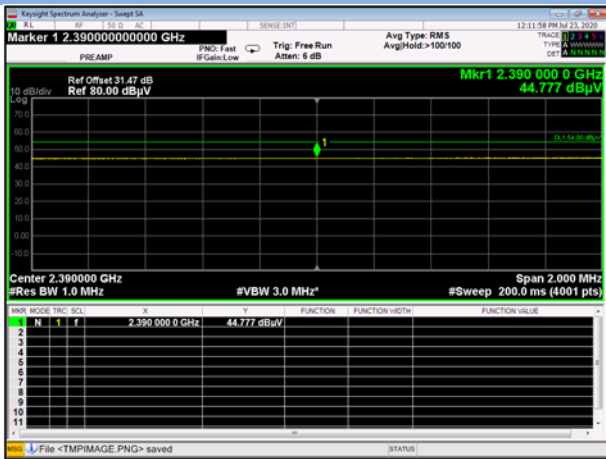 Keysight Spectrum Analyzer - Swept SA
RL RF 50 Ω AC SENSE:INT 12:11:58 PM Jul 23, 2020
Marker 1 2.390000000000 GHz
PREAMP
PNO: Fast
IFGain:Low
Trig: Free Run
Atten: 6 dB
Avg Type: RMS
Avg|Hold:>100/100
TRACE 1 2 3 4 5 6
TYPE A WWWWW
DET A N N N N N
Mkr1 2.390 000 0 GHz
44.777 dBµV
Ref Offset 31.47 dB
10 dB/div Ref 80.00 dBµV
Log
70.0
60.0
DL1 54.00 dBµV
1
50.0
40.0
30.0
20.0
10.0
0.00
-10.0
Center 2.390000 GHz Span 2.000 MHz
#Res BW 1.0 MHz #VBW 3.0 MHz* #Sweep 200.0 ms (4001 pts)
MKR MODE TRC SCL X Y FUNCTION FUNCTION WIDTH FUNCTION VALUE
1 N 1 f 2.390 000 0 GHz 44.777 dBµV
2
3
4
5
6
7
8
9
10
11
MSG File <TMPIMAGE.PNG> saved STATUS